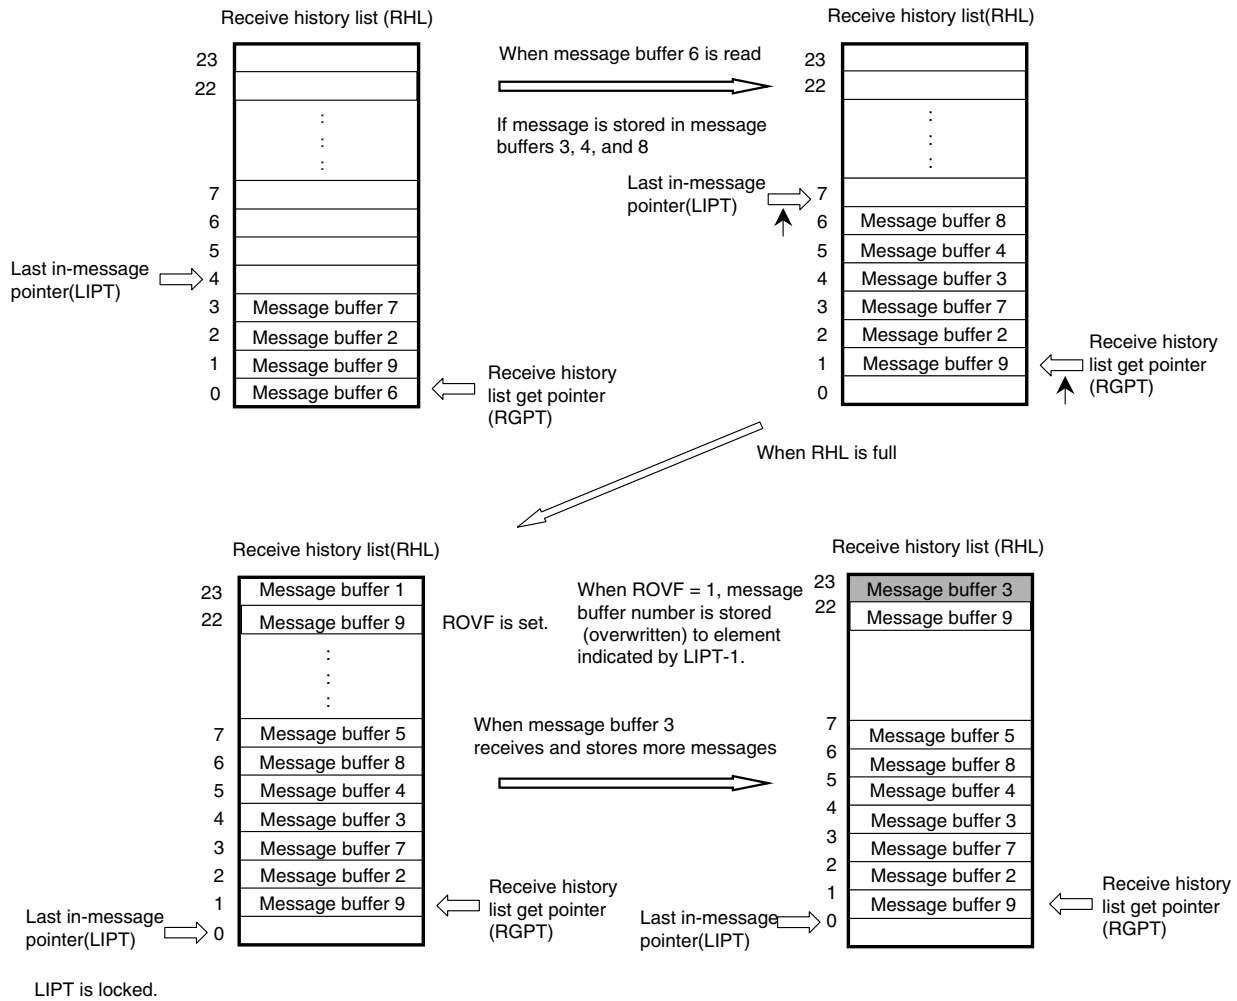 Receive history list (RHL)
23
22
7
6
5
4
3
2
1
0
Message buffer 7
Message buffer 2
Message buffer 9
Message buffer 6
Last in-message
pointer(LIPT)
Receive history
list get pointer
(RGPT)
When message buffer 6 is read
If message is stored in message
buffers 3, 4, and 8
Receive history list(RHL)
23
22
7
6
5
4
3
2
1
0
Message buffer 8
Message buffer 4
Message buffer 3
Message buffer 7
Message buffer 2
Message buffer 9
Last in-message
pointer(LIPT)
Receive history
list get pointer
(RGPT)
When RHL is full
Receive history list(RHL)
23
22
7
6
5
4
3
2
1
0
Message buffer 1
Message buffer 9
Message buffer 5
Message buffer 8
Message buffer 4
Message buffer 3
Message buffer 7
Message buffer 2
Message buffer 9
ROVF is set.
Last in-message
pointer(LIPT)
LIPT is locked.
Receive history
list get pointer
(RGPT)
When ROVF = 1, message
buffer number is stored
(overwritten) to element
indicated by LIPT-1.
When message buffer 3
receives and stores more messages
Receive history list (RHL)
23
22
7
6
5
4
3
2
1
0
Message buffer 3
Message buffer 9
Message buffer 5
Message buffer 8
Message buffer 4
Message buffer 3
Message buffer 7
Message buffer 2
Message buffer 9
Last in-message
pointer(LIPT)
Receive history
list get pointer
(RGPT)